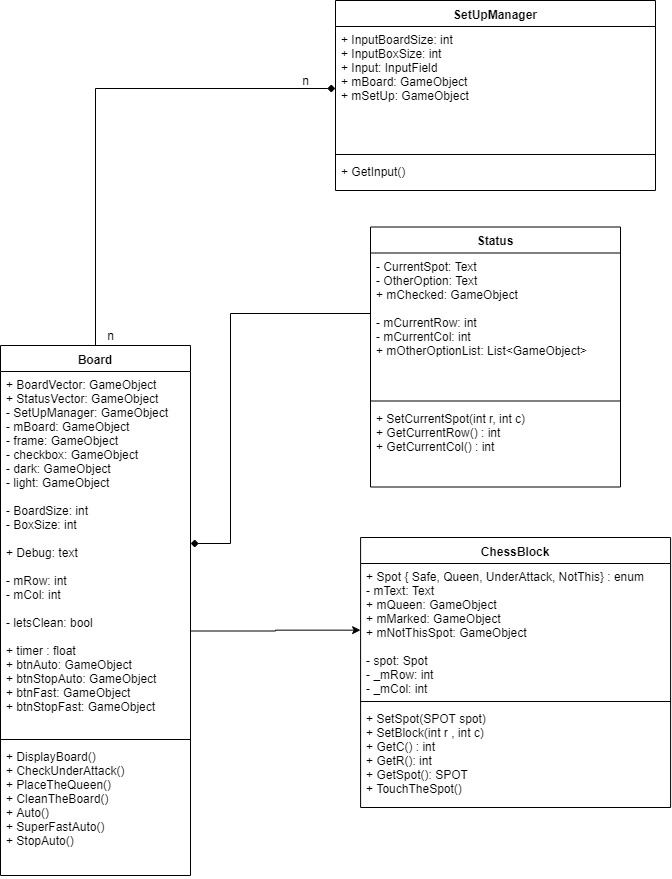 SetUpManager
+ InputBoardSize: int
+ InputBoxSize: int
+ Input: InputField
+ mBoard: GameObject
+ mSetUp: GameObject
+ GetInput()
n
n
Status
- CurrentSpot: Text
- OtherOption: Text
+ mChecked: GameObject
- mCurrentRow: int
- mCurrentCol: int
+ mOtherOptionList: List<GameObject>
+ SetCurrentSpot(int r, int c)
+ GetCurrentRow() : int
+ GetCurrentCol() : int
Board
+ BoardVector: GameObject
+ StatusVector: GameObject
- SetUpManager: GameObject
- mBoard: GameObject
- frame: GameObject
- checkbox: GameObject
- dark: GameObject
- light: GameObject
- BoardSize: int
- BoxSize: int
+ Debug: text
- mRow: int
- mCol: int
- letsClean: bool
+ timer : float
+ btnAuto: GameObject
+ btnStopAuto: GameObject
+ btnFast: GameObject
+ btnStopFast: GameObject
+ DisplayBoard()
+ CheckUnderAttack()
+ PlaceTheQueen()
+ CleanTheBoard()
+ Auto()
+ SuperFastAuto()
+ StopAuto()
ChessBlock
+ Spot { Safe, Queen, UnderAttack, NotThis} : enum
- mText: Text
+ mQueen: GameObject
+ mMarked: GameObject
+ mNotThisSpot: GameObject
- spot: Spot
- _mRow: int
- _mCol: int
+ SetSpot(SPOT spot)
+ SetBlock(int r , int c)
+ GetC() : int
+ GetR(): int
+ GetSpot(): SPOT
+ TouchTheSpot()